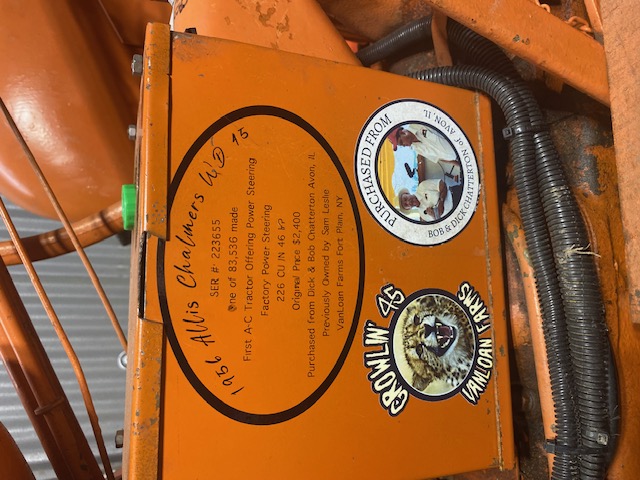 1956 Allis Chalmers WD 45
SER #: 223655
One of 83,536 made
First A-C Tractor Offering Power Steering
Factory Power Steering
226 CU IN 46 HP
Original Price $2,400
Purchased from Dick & Bob Chatterton Avon, IL
Previously Owned by Sam Leslie
VanLoan Farms Fort Plain, NY
PURCHASED FROM
BOB & DICK CHATTERTON of AVON, IL
GROWLIN' 45
VANLOAN FARMS